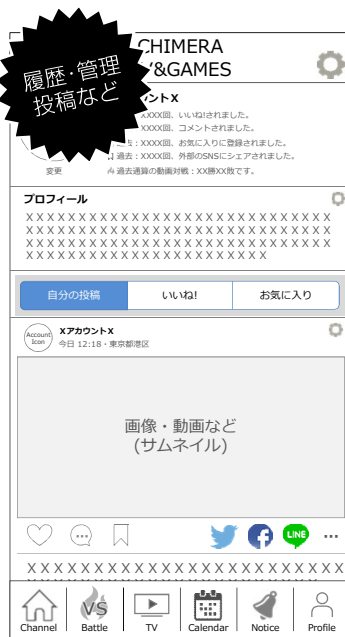 履歴・管理
投稿など
CHIMERA
&GAMES
ウントX
XXXX回、いいね!されました。
XXXX回、コメントされました。
過去：XXXX回、お気に入りに登録されました。
過去：XXXX回、外部のSNSにシェアされました。
過去通算の動画対戦：XX勝XX敗です。
変更
プロフィール
XXXXXXXXXXXXXXXXXXXXXXXXXXXXX
XXXXXXXXXXXXXXXXXXXXXXXXXXXXX
XXXXXXXXXXXXXXXXXXXXXXXXXXXXX
XXXXXXXXXXXXXXXXXXXXXXX
自分の投稿 いいね! お気に入り
Account
Icon
XアカウントX
今日 12:18・東京都港区
画像・動画など
(サムネイル)
LINE
XXXXXXXXXXXXXXXXXXXXXXXX
VS
Channel Battle TV Calendar Notice Profile